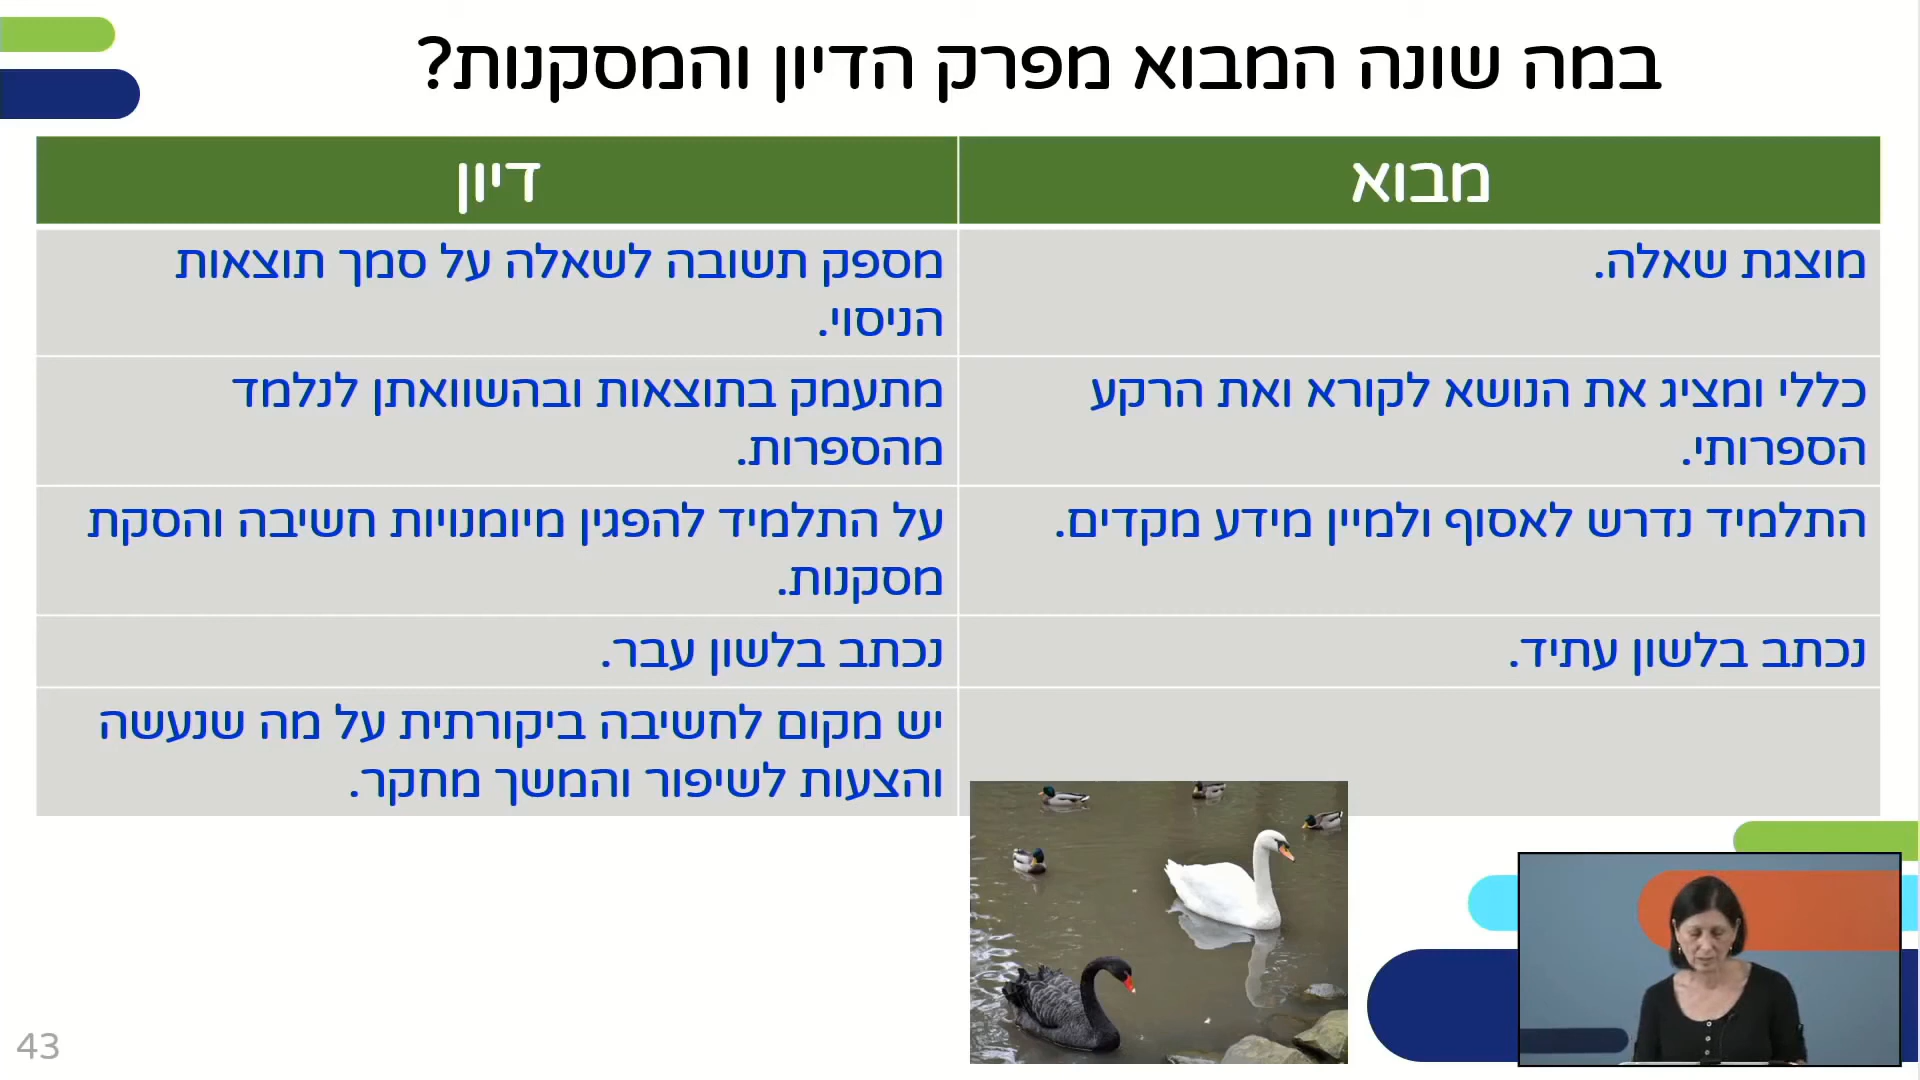 במה שונה המבוא מפרק הדיון והמסקנות?
מבוא
דיון
מוצגת שאלה.
מספק תשובה לשאלה על סמך תוצאות
הניסוי.
כללי ומציג את הנושא לקורא ואת הרקע
הספרותי.
מתעמק בתוצאות ובהשוואתן לנלמד
מהספרות.
התלמיד נדרש לאסוף ולמיין מידע מקדים.
על התלמיד להפגין מיומנויות חשיבה והסקת
מסקנות.
נכתב בלשון עתיד.
נכתב בלשון עבר.
יש מקום לחשיבה ביקורתית על מה שנעשה
והצעות לשיפור והמשך מחקר.
43